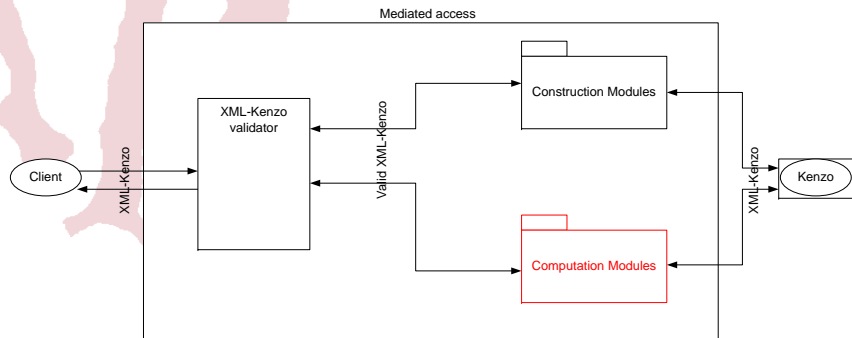 Mediated access
XML-Kenzo
validator
Construction Modules
Client
XML-Kenzo
Valid XML-Kenzo
XML-Kenzo
Kenzo
Computation Modules